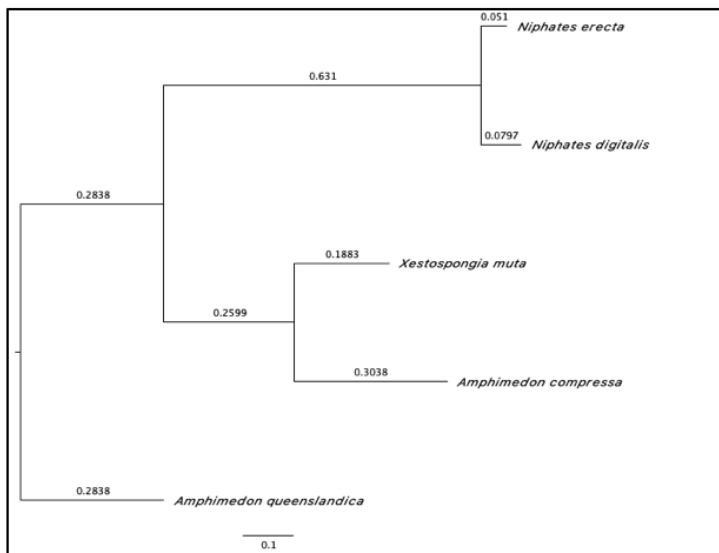 0.051
Niphates erecta
0.631
0.0797
Niphates digitalis
0.2838
0.1883
Xestospongia muta
0.2599
0.3038
Amphimedon compressa
0.2838
Amphimedon queenslandica
0.1